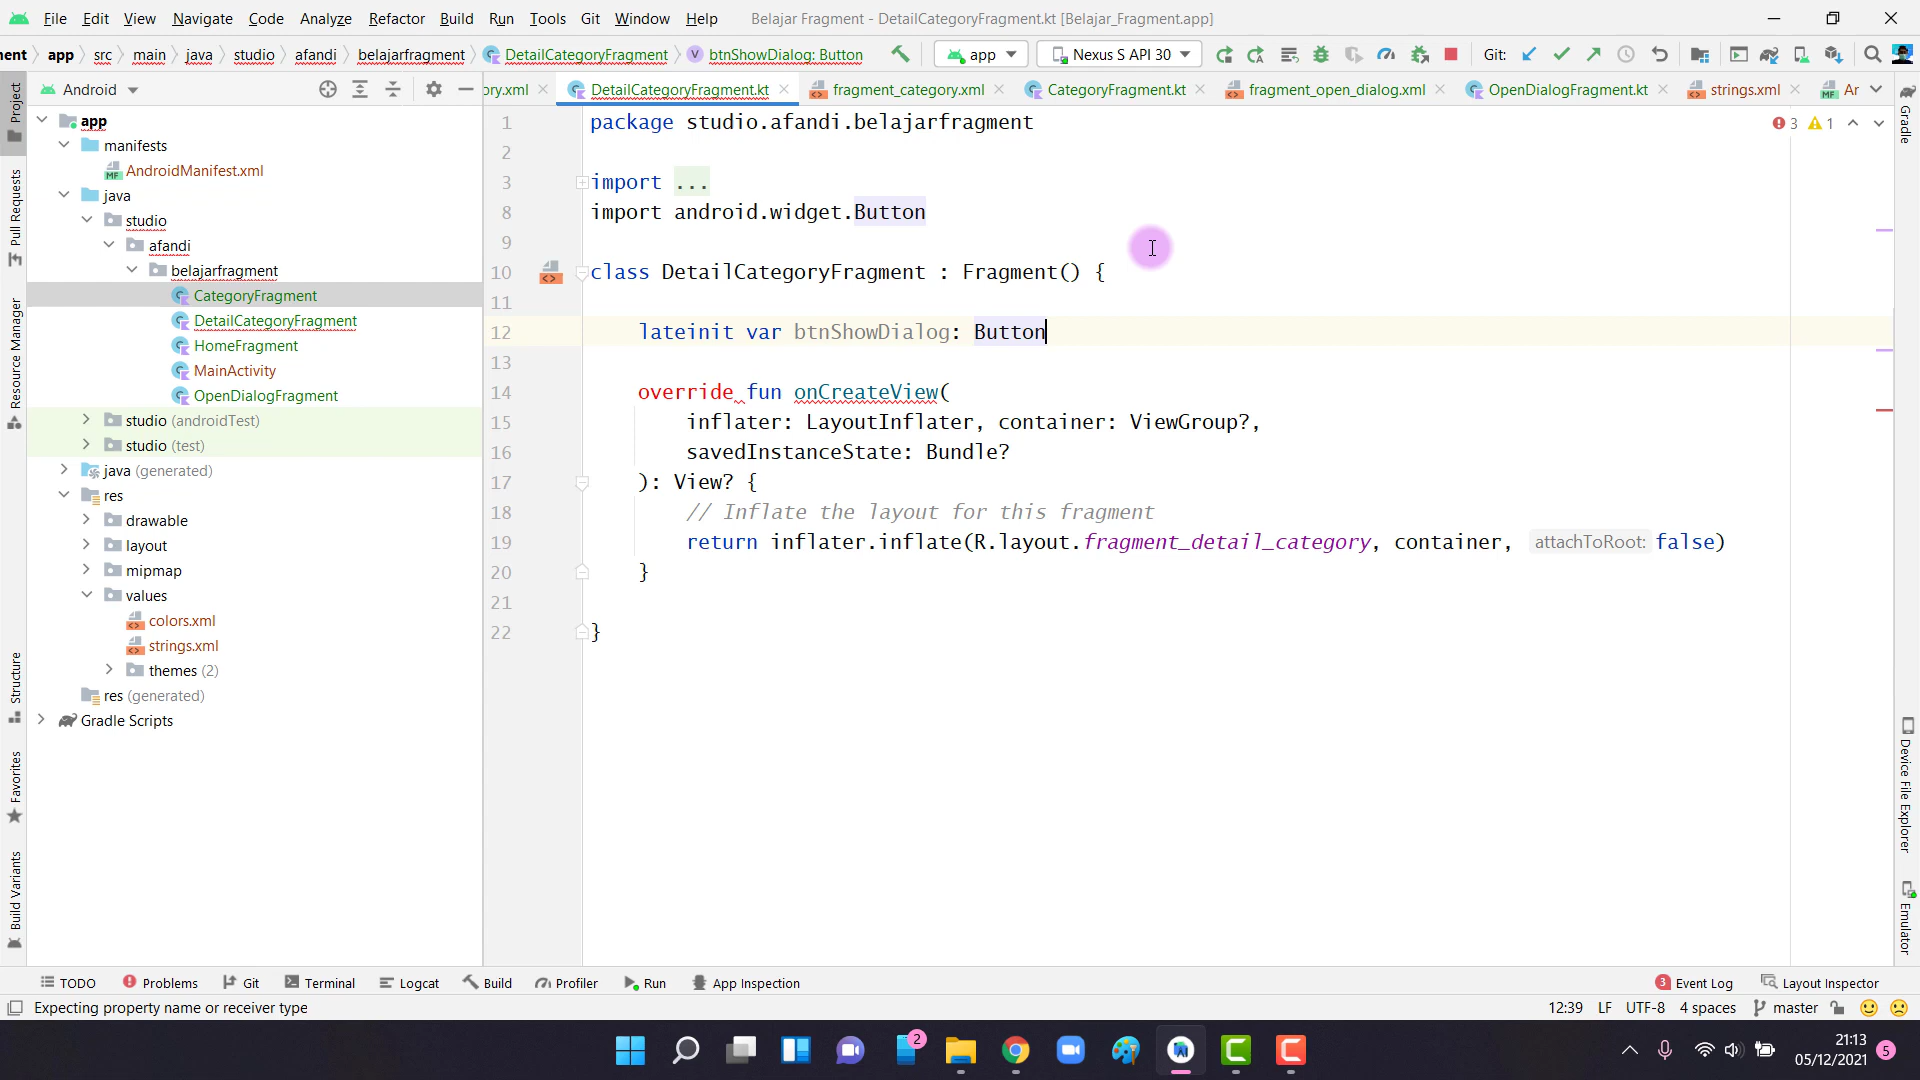 File Edit View Navigate Code Analyze Refactor Build Run Tools Git Window Help Belajar Fragment - DetailCategoryFragment.kt [Belajar_Fragment.app]
ment app src main java studio afandi belajarfragment DetailCategoryFragment btnShowDialog: Button app Nexus S API 30 Git:
Android ory.xml DetailCategoryFragment.kt fragment_category.xml CategoryFragment.kt fragment_open_dialog.xml OpenDialogFragment.kt strings.xml Ar
Project
Pull Requests
Resource Manager
Structure
Favorites
Build Variants
app
manifests
AndroidManifest.xml
java
studio
afandi
belajarfragment
CategoryFragment
DetailCategoryFragment
HomeFragment
MainActivity
OpenDialogFragment
studio (androidTest)
studio (test)
java (generated)
res
drawable
layout
mipmap
values
colors.xml
strings.xml
themes (2)
res (generated)
Gradle Scripts
1 package studio.afandi.belajarfragment
2
3 import ...
8 import android.widget.Button
9
10 class DetailCategoryFragment : Fragment() {
11
12 lateinit var btnShowDialog: Button
13
14 override fun onCreateView(
15 inflater: LayoutInflater, container: ViewGroup?,
16 savedInstanceState: Bundle?
17 ): View? {
18 // Inflate the layout for this fragment
19 return inflater.inflate(R.layout.fragment_detail_category, container, attachToRoot: false)
20 }
21
22 }
3 1
Gradle
Device File Explorer
Emulator
TODO Problems Git Terminal Logcat Build Profiler Run App Inspection 3 Event Log Layout Inspector
Expecting property name or receiver type 12:39 LF UTF-8 4 spaces master
2
21:13
05/12/2021 5